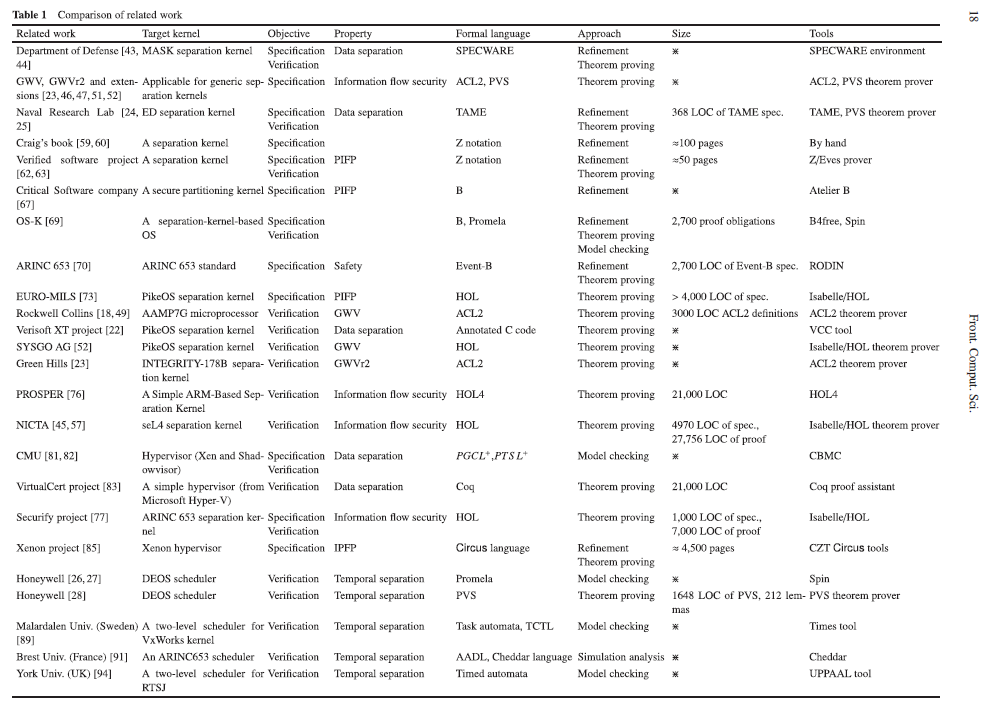 Table 1 Comparison of related work
18
Related work Target kernel Objective Property Formal language Approach Size Tools
Department of Defense [43, MASK separation kernel Specification Data separation SPECWARE Refinement ※ SPECWARE environment
44] Verification Theorem proving
GWV, GWVr2 and exten- Applicable for generic sep- Specification Information flow security ACL2, PVS Theorem proving ※ ACL2, PVS theorem prover
sions [23,46,47,51,52] aration kernels
Naval Research Lab [24, ED separation kernel Specification Data separation TAME Refinement 368 LOC of TAME spec. TAME, PVS theorem prover
25] Verification Theorem proving
Craig's book [59,60] A separation kernel Specification Z notation Refinement ≈100 pages By hand
Verified software project A separation kernel Specification PIFP Z notation Refinement ≈50 pages Z/Eves prover
[62,63] Verification Theorem proving
Critical Software company A secure partitioning kernel Specification PIFP B Refinement ※ Atelier B
[67]
OS-K [69] A separation-kernel-based Specification B, Promela Refinement 2,700 proof obligations B4free, Spin
OS Verification Theorem proving
Model checking
ARINC 653 [70] ARINC 653 standard Specification Safety Event-B Refinement 2,700 LOC of Event-B spec. RODIN
Theorem proving
EURO-MILS [73] PikeOS separation kernel Specification PIFP HOL Theorem proving > 4,000 LOC of spec. Isabelle/HOL
Rockwell Collins [18,49] AAMP7G microprocessor Verification GWV ACL2 Theorem proving 3000 LOC ACL2 definitions ACL2 theorem prover
Verisoft XT project [22] PikeOS separation kernel Verification Data separation Annotated C code Theorem proving ※ VCC tool
SYSGO AG [52] PikeOS separation kernel Verification GWV HOL Theorem proving ※ Isabelle/HOL theorem prover
Green Hills [23] INTEGRITY-178B separa- Verification GWVr2 ACL2 Theorem proving ※ ACL2 theorem prover
tion kernel
PROSPER [76] A Simple ARM-Based Sep- Verification Information flow security HOL4 Theorem proving 21,000 LOC HOL4
aration Kernel
NICTA [45,57] seL4 separation kernel Verification Information flow security HOL Theorem proving 4970 LOC of spec., Isabelle/HOL theorem prover
27,756 LOC of proof
CMU [81,82] Hypervisor (Xen and Shad- Specification Data separation PGCL⁺,PTSL⁺ Model checking ※ CBMC
owvisor) Verification
VirtualCert project [83] A simple hypervisor (from Verification Data separation Coq Theorem proving 21,000 LOC Coq proof assistant
Microsoft Hyper-V)
Securify project [77] ARINC 653 separation ker- Specification Information flow security HOL Theorem proving 1,000 LOC of spec., Isabelle/HOL
nel Verification 7,000 LOC of proof
Xenon project [85] Xenon hypervisor Specification IPFP Circus language Refinement ≈ 4,500 pages CZT Circus tools
Theorem proving
Honeywell [26,27] DEOS scheduler Verification Temporal separation Promela Model checking ※ Spin
Honeywell [28] DEOS scheduler Verification Temporal separation PVS Theorem proving 1648 LOC of PVS, 212 lem- PVS theorem prover
mas
Malardalen Univ. (Sweden) A two-level scheduler for Verification Temporal separation Task automata, TCTL Model checking ※ Times tool
[89] VxWorks kernel
Brest Univ. (France) [91] An ARINC653 scheduler Verification Temporal separation AADL, Cheddar language Simulation analysis ※ Cheddar
York Univ. (UK) [94] A two-level scheduler for Verification Temporal separation Timed automata Model checking ※ UPPAAL tool
RTSJ
Front. Comput. Sci.